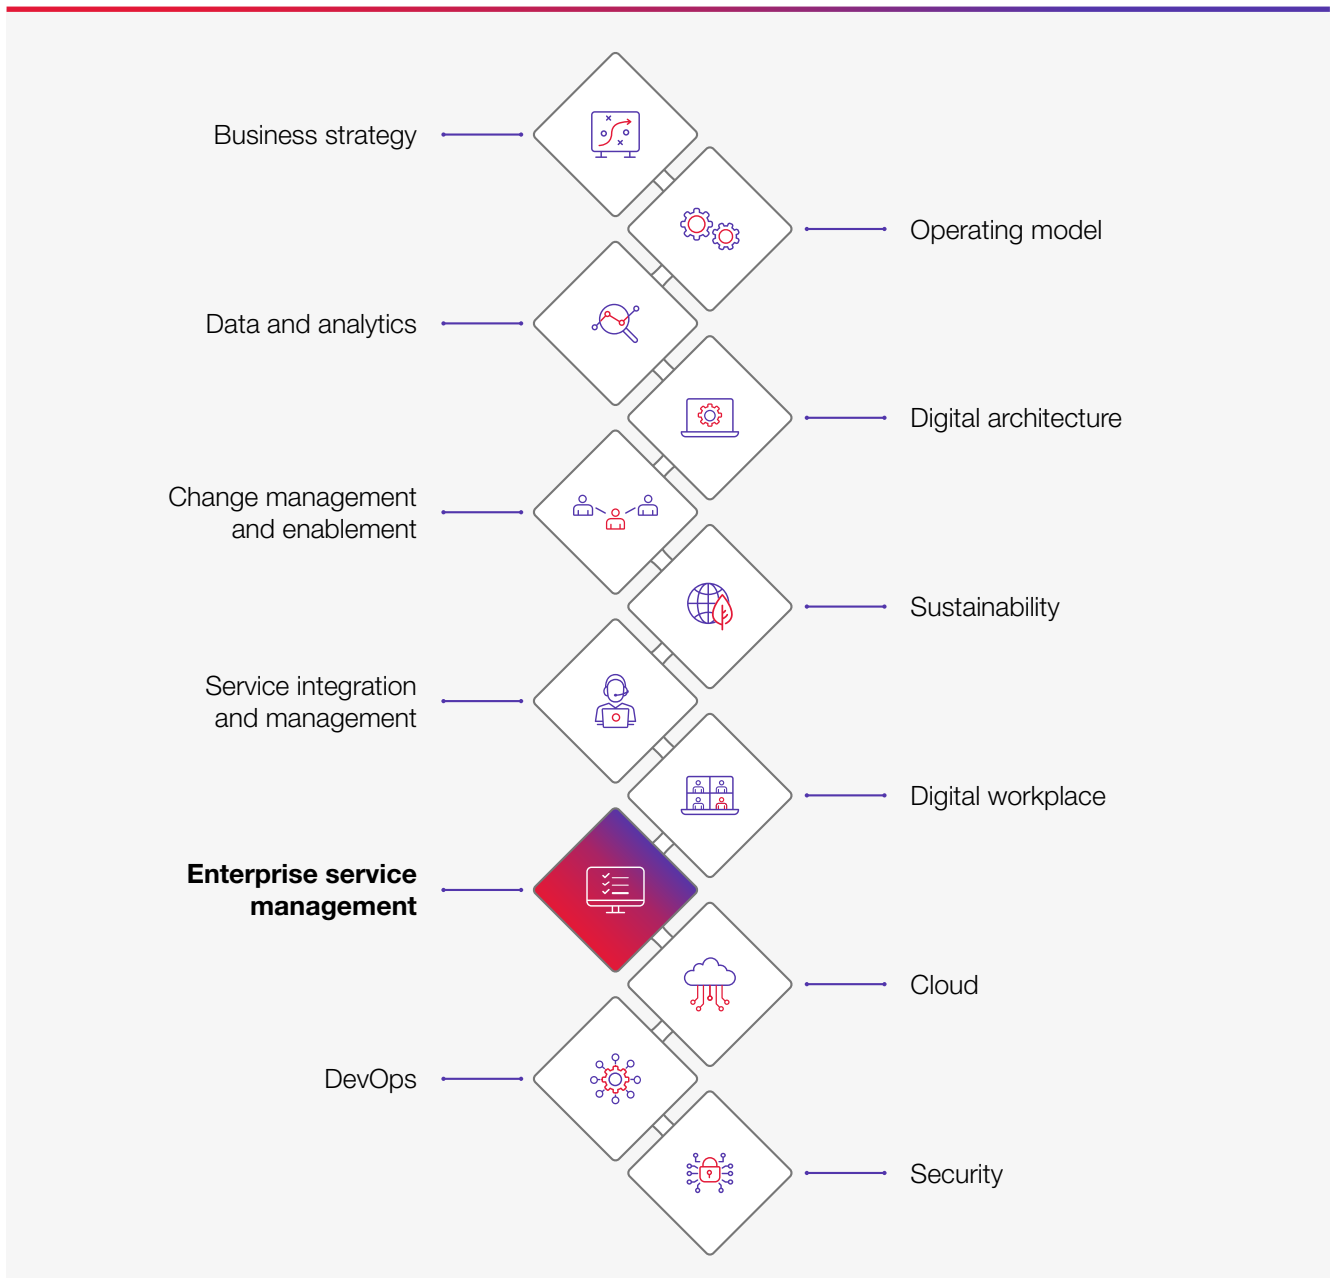 Business strategy
Operating model
Data and analytics
Digital architecture
Change management
and enablement
Sustainability
Service integration
and management
Digital workplace
Enterprise service
management
Cloud
DevOps
Security